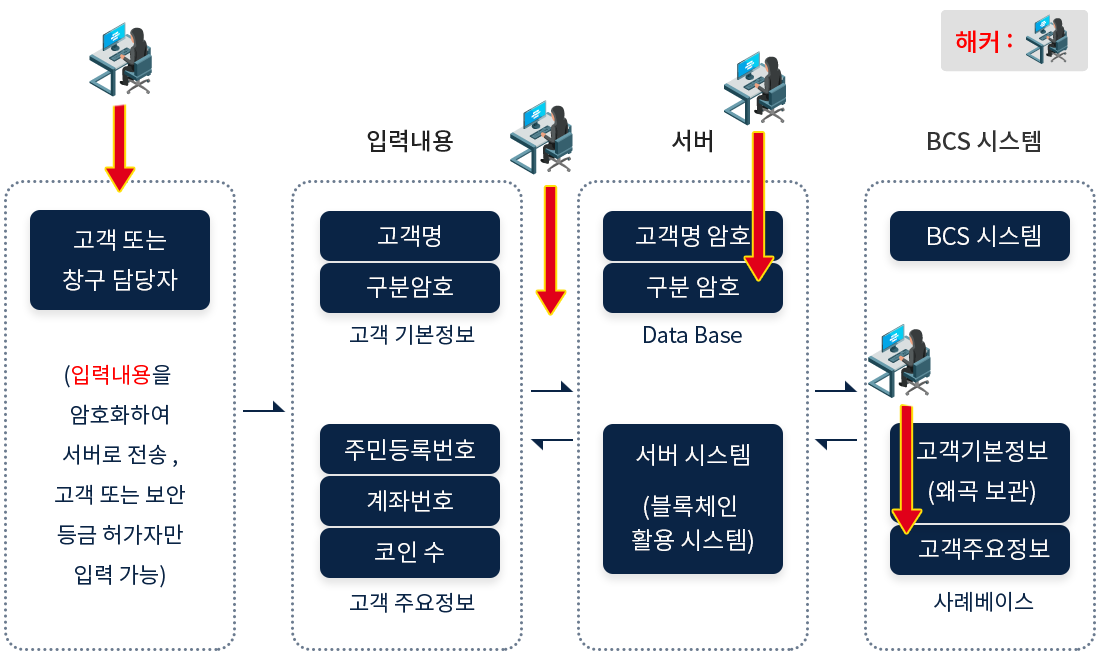 해커 :
고객 또는
창구 담당자
(입력내용을
암호화하여
서버로 전송 ,
고객 또는 보안
등급 허가자만
입력 가능)
입력내용
고객명
구분암호
고객 기본정보
주민등록번호
계좌번호
코인 수
고객 주요정보
서버
고객명 암호
구분 암호
Data Base
서버 시스템
(블록체인
활용 시스템)
BCS 시스템
BCS 시스템
고객기본정보
(왜곡 보관)
고객주요정보
사례베이스